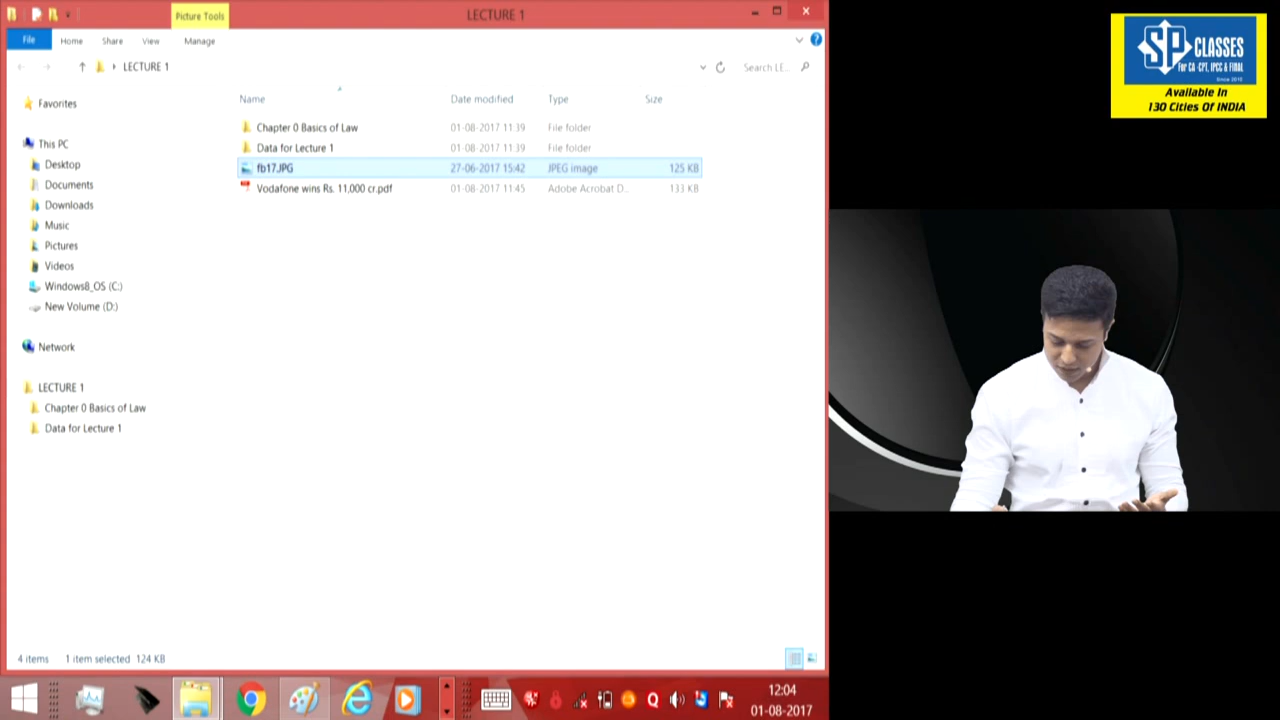 Picture Tools
LECTURE 1
File
Home
Share
View
Manage
LECTURE 1
Search LE...
Name
Date modified
Type
Size
Favorites
This PC
Desktop
Documents
Downloads
Music
Pictures
Videos
Windows8_OS (C:)
New Volume (D:)
Network
LECTURE 1
Chapter 0 Basics of Law
Data for Lecture 1
Chapter 0 Basics of Law 01-08-2017 11:39 File folder
Data for Lecture 1 01-08-2017 11:39 File folder
fb17.JPG 27-06-2017 15:42 JPEG image 125 KB
Vodafone wins Rs. 11,000 cr.pdf 01-08-2017 11:45 Adobe Acrobat D... 133 KB
4 items 1 item selected 124 KB
12:04
01-08-2017
SP CLASSES
For CA-CPT, IPCC & FINAL
Since 2010
Available In
130 Cities Of INDIA